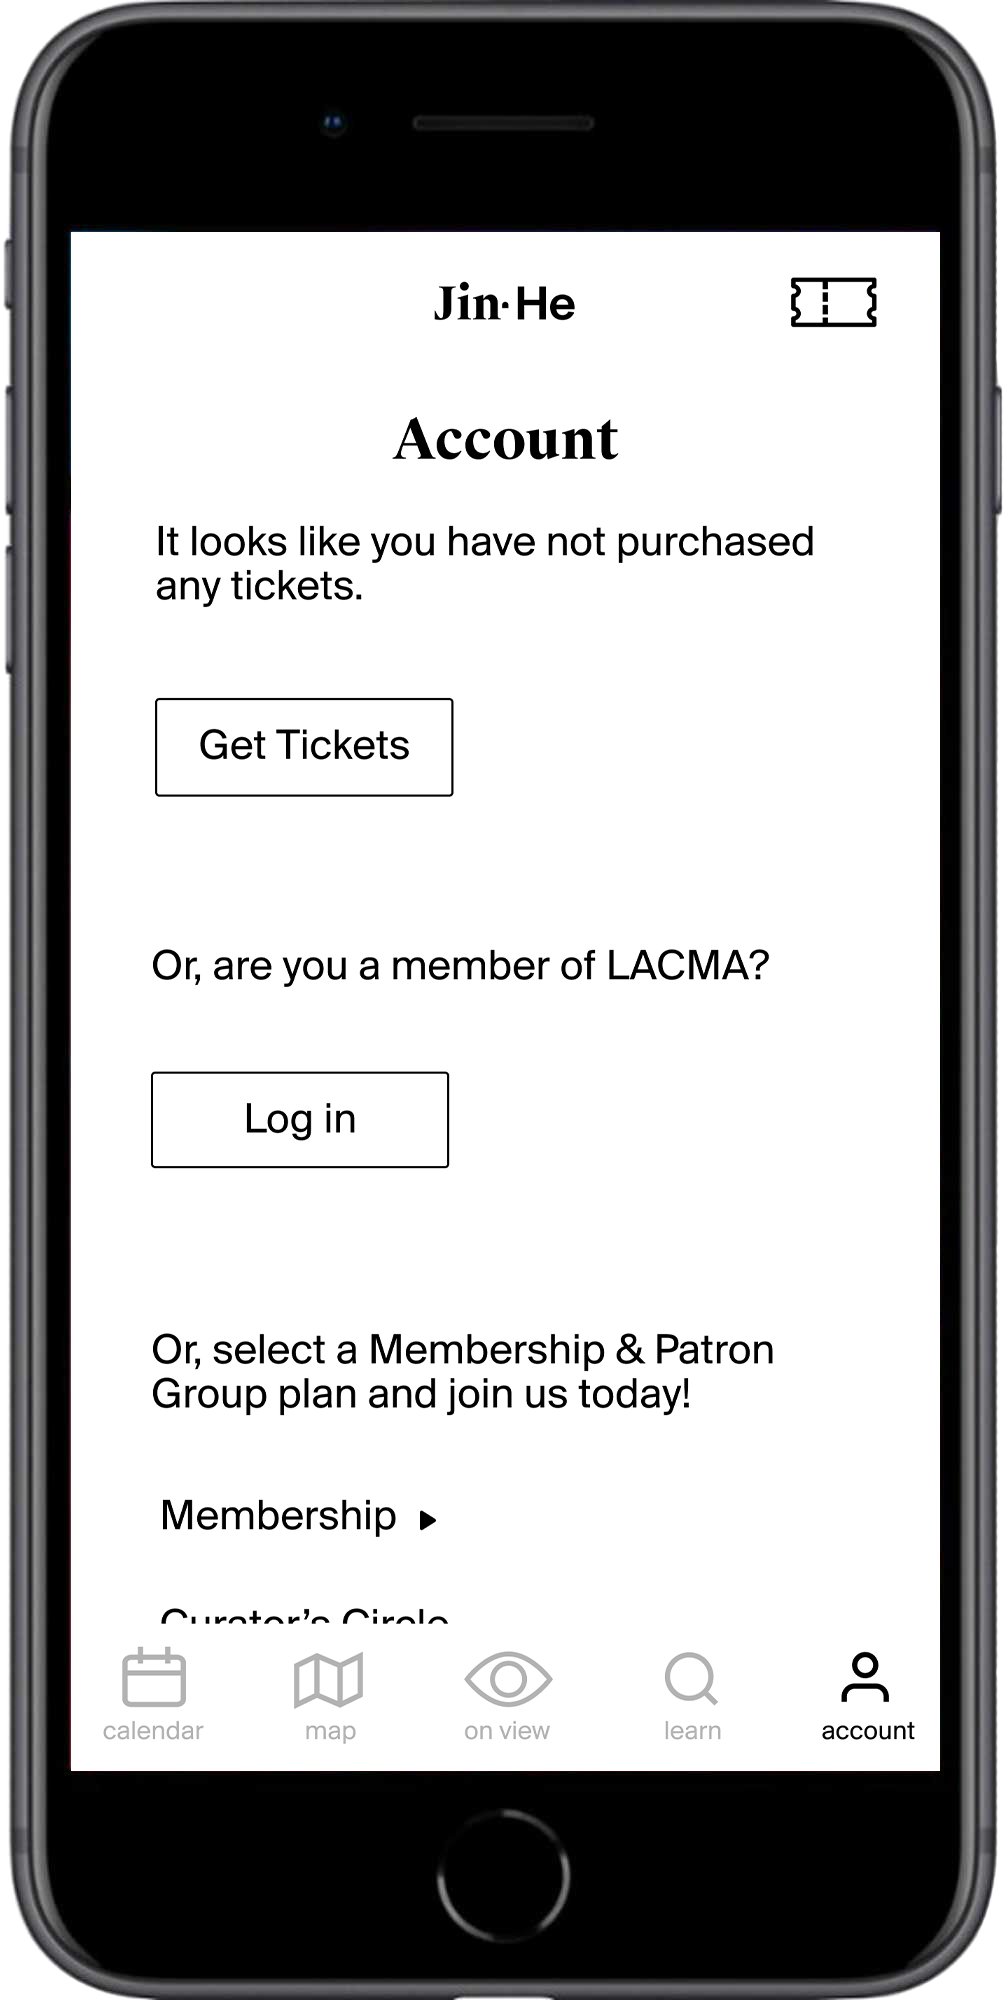 Jin·He
Account
It looks like you have not purchased
any tickets.
Get Tickets
Or, are you a member of LACMA?
Log in
Or, select a Membership & Patron
Group plan and join us today!
Membership
Curator's Circle
calendar
map
on view
learn
account